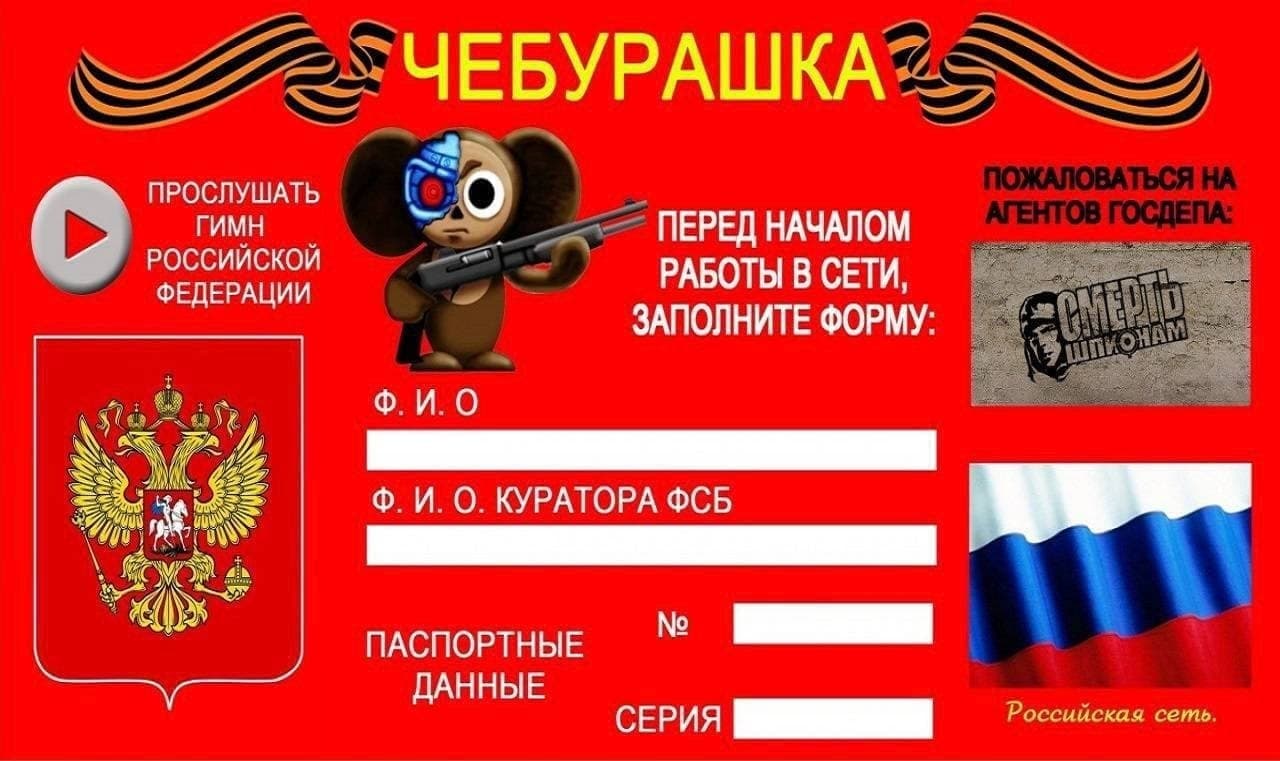 ЧЕБУРАШКА
ПРОСЛУШАТЬ
ГИМН
РОССИЙСКОЙ
ФЕДЕРАЦИИ
ПЕРЕД НАЧАЛОМ
РАБОТЫ В СЕТИ,
ЗАПОЛНИТЕ ФОРМУ:
Ф. И. О
Ф. И. О. КУРАТОРА ФСБ
ПАСПОРТНЫЕ
ДАННЫЕ
№
СЕРИЯ
ПОЖАЛОВАТЬСЯ НА
АГЕНТОВ ГОСДЕПА:
СМЕРТЬ
ШПИОНАМ
Российская сеть.